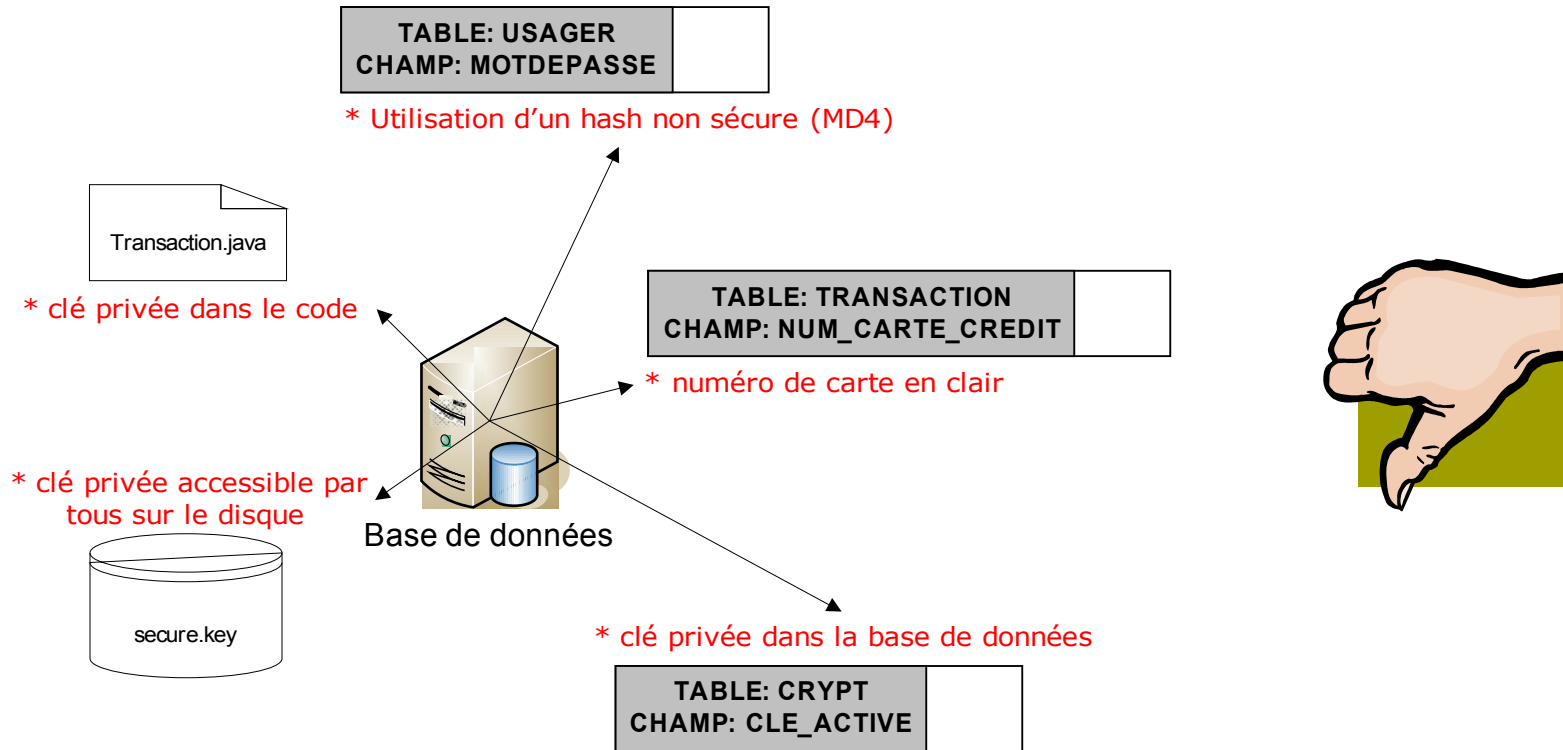 TABLE: USAGER
CHAMP: MOTDEPASSE
* Utilisation d’un hash non sécure (MD4)
Transaction.java
* clé privée dans le code
TABLE: TRANSACTION
CHAMP: NUM_CARTE_CREDIT
* numéro de carte en clair
* clé privée accessible par
tous sur le disque
Base de données
secure.key
* clé privée dans la base de données
TABLE: CRYPT
CHAMP: CLE_ACTIVE